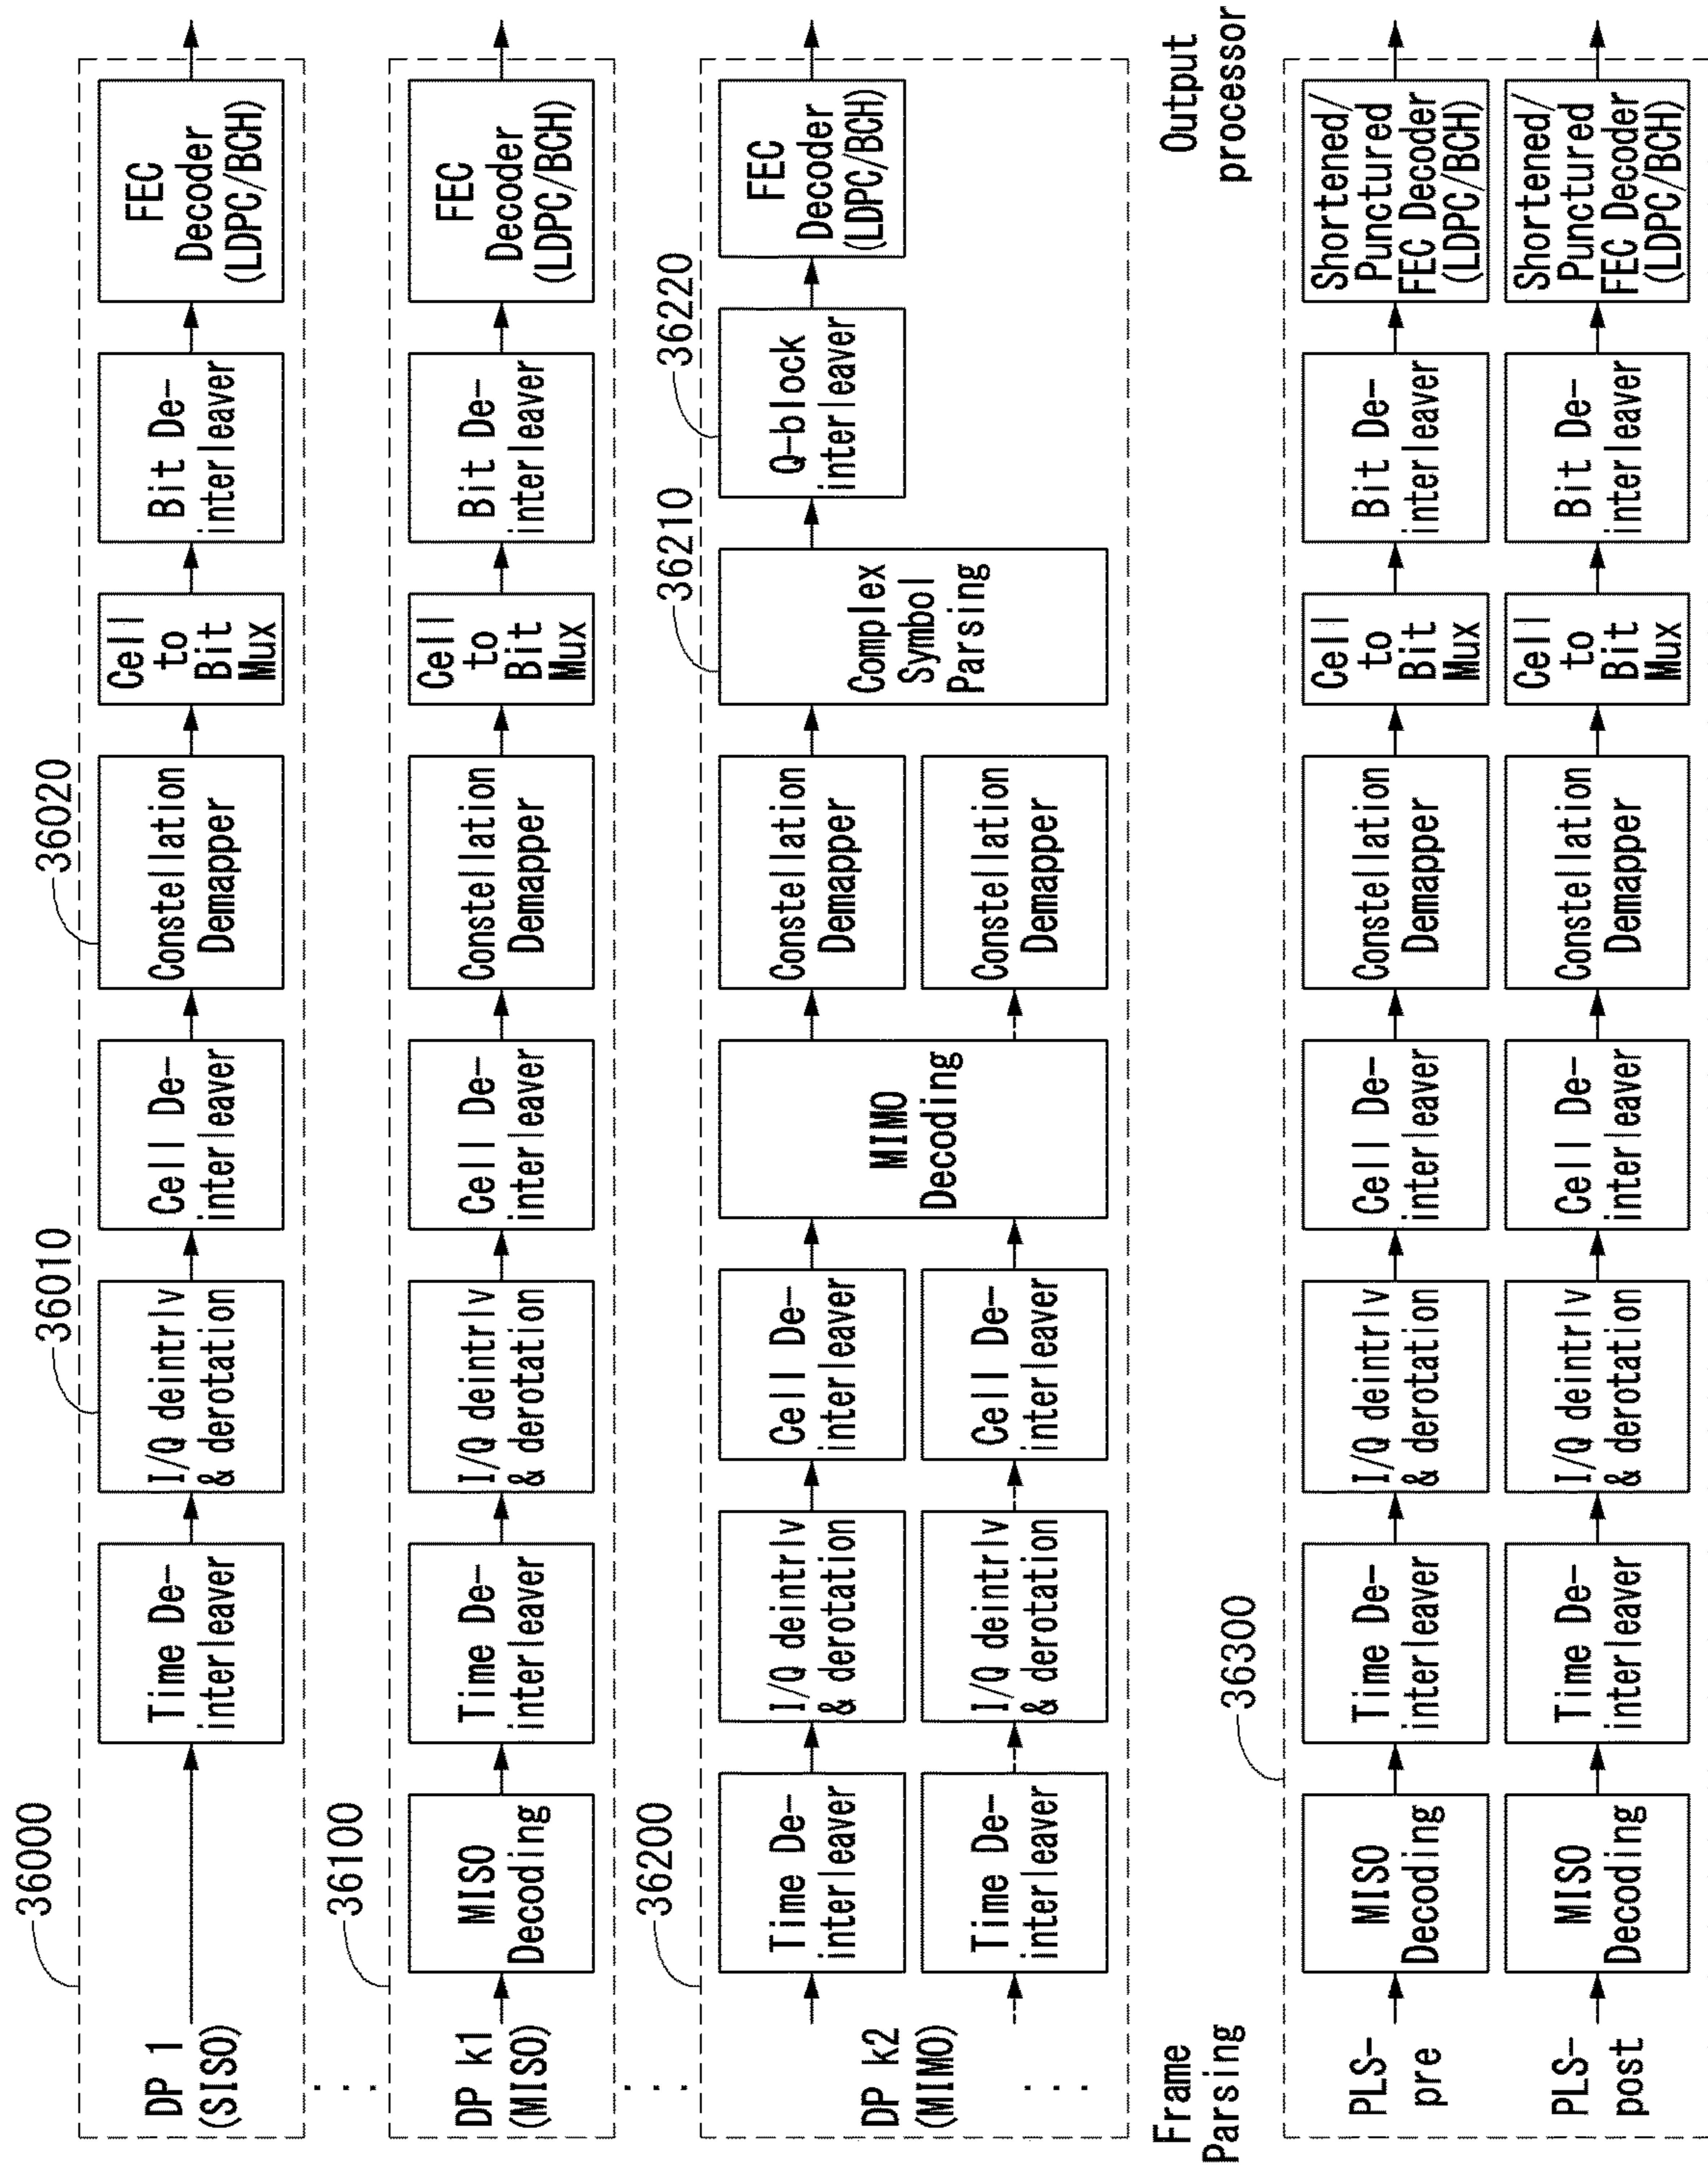 36000
36010
36020
DP 1
(SISO)
Time De-
interleaver
I/Q deintrlv
& derotation
Cell De-
interleaver
Constellation
Demapper
Cell
to
Bit
Mux
Bit De-
interleaver
FEC
Decoder
(LDPC/BCH)
...
36100
DP k1
(MISO)
MISO
Decoding
Time De-
interleaver
I/Q deintrlv
& derotation
Cell De-
interleaver
Constellation
Demapper
Cell
to
Bit
Mux
Bit De-
interleaver
FEC
Decoder
(LDPC/BCH)
...
36200
36210
36220
DP k2
(MIMO)
...
Time De-
interleaver
I/Q deintrlv
& derotation
Cell De-
interleaver
Time De-
interleaver
I/Q deintrlv
& derotation
Cell De-
interleaver
MIMO
Decoding
Constellation
Demapper
Constellation
Demapper
Complex
Symbol
Parsing
Q-block
interleaver
FEC
Decoder
(LDPC/BCH)
Frame
Parsing
Output
processor
36300
PLS-
pre
MISO
Decoding
Time De-
interleaver
I/Q deintrlv
& derotation
Cell De-
interleaver
Constellation
Demapper
Cell
to
Bit
Mux
Bit De-
interleaver
Shortened/
Punctured
FEC Decoder
(LDPC/BCH)
PLS-
post
MISO
Decoding
Time De-
interleaver
I/Q deintrlv
& derotation
Cell De-
interleaver
Constellation
Demapper
Cell
to
Bit
Mux
Bit De-
interleaver
Shortened/
Punctured
FEC Decoder
(LDPC/BCH)